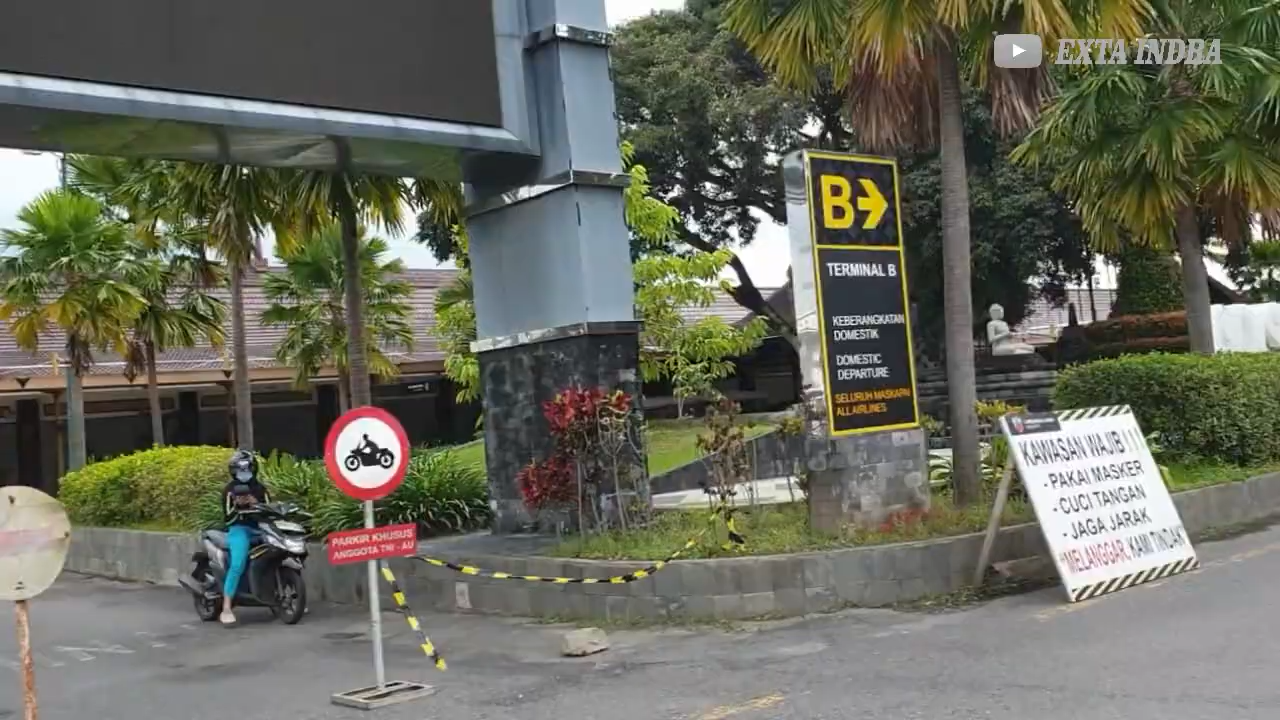 EXTA INDRA
B
TERMINAL B
KEBERANGKATAN
DOMESTIK
DOMESTIC
DEPARTURE
SELURUH MASKAPAI
ALL AIRLINES
PARKIR KHUSUS
ANGGOTA TNI - AU
KAWASAN WAJIB ! ! !
- PAKAI MASKER
- CUCI TANGAN
- JAGA JARAK
"MELANGGAR, KAMI TINDAK"